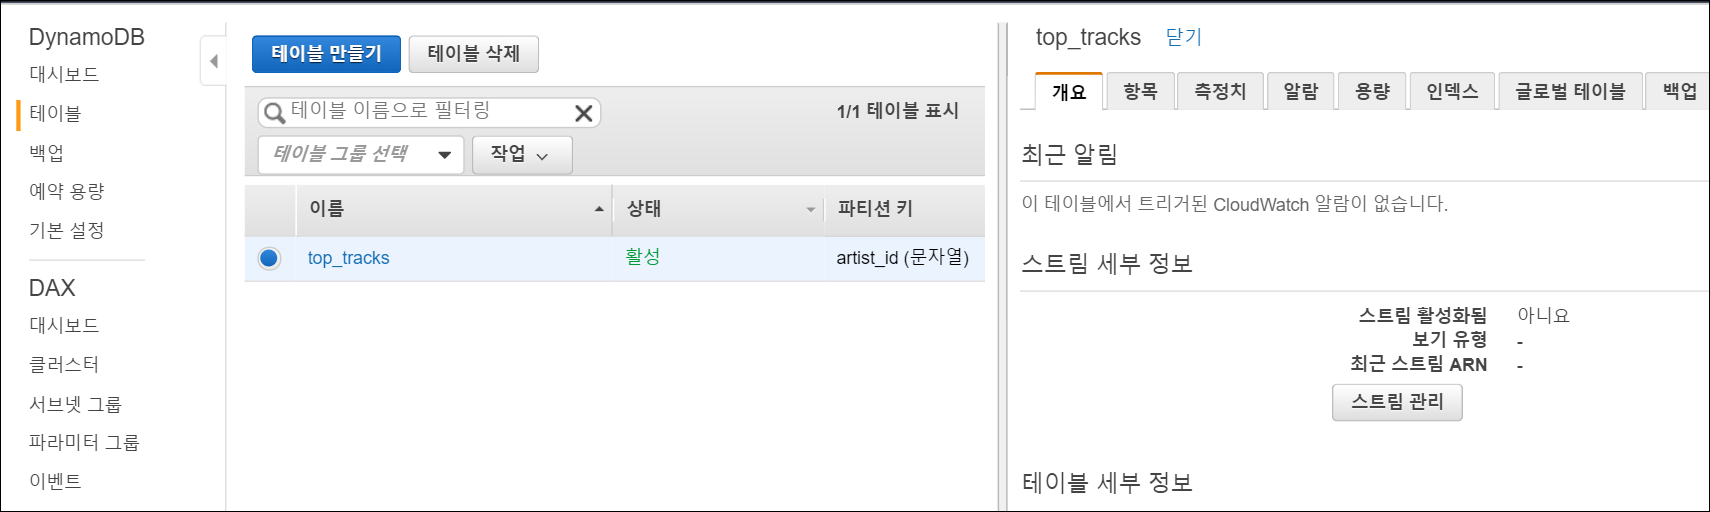 DynamoDB
대시보드
테이블
백업
예약 용량
기본 설정
DAX
대시보드
클러스터
서브넷 그룹
파라미터 그룹
이벤트
테이블 만들기 테이블 삭제
테이블 이름으로 필터링 1/1 테이블 표시
테이블 그룹 선택 작업
이름 상태 파티션 키
top_tracks 활성 artist_id (문자열)
top_tracks 닫기
개요 항목 측정치 알람 용량 인덱스 글로벌 테이블 백업
최근 알림
이 테이블에서 트리거된 CloudWatch 알람이 없습니다.
스트림 세부 정보
스트림 활성화됨 아니요
보기 유형 -
최근 스트림 ARN -
스트림 관리
테이블 세부 정보